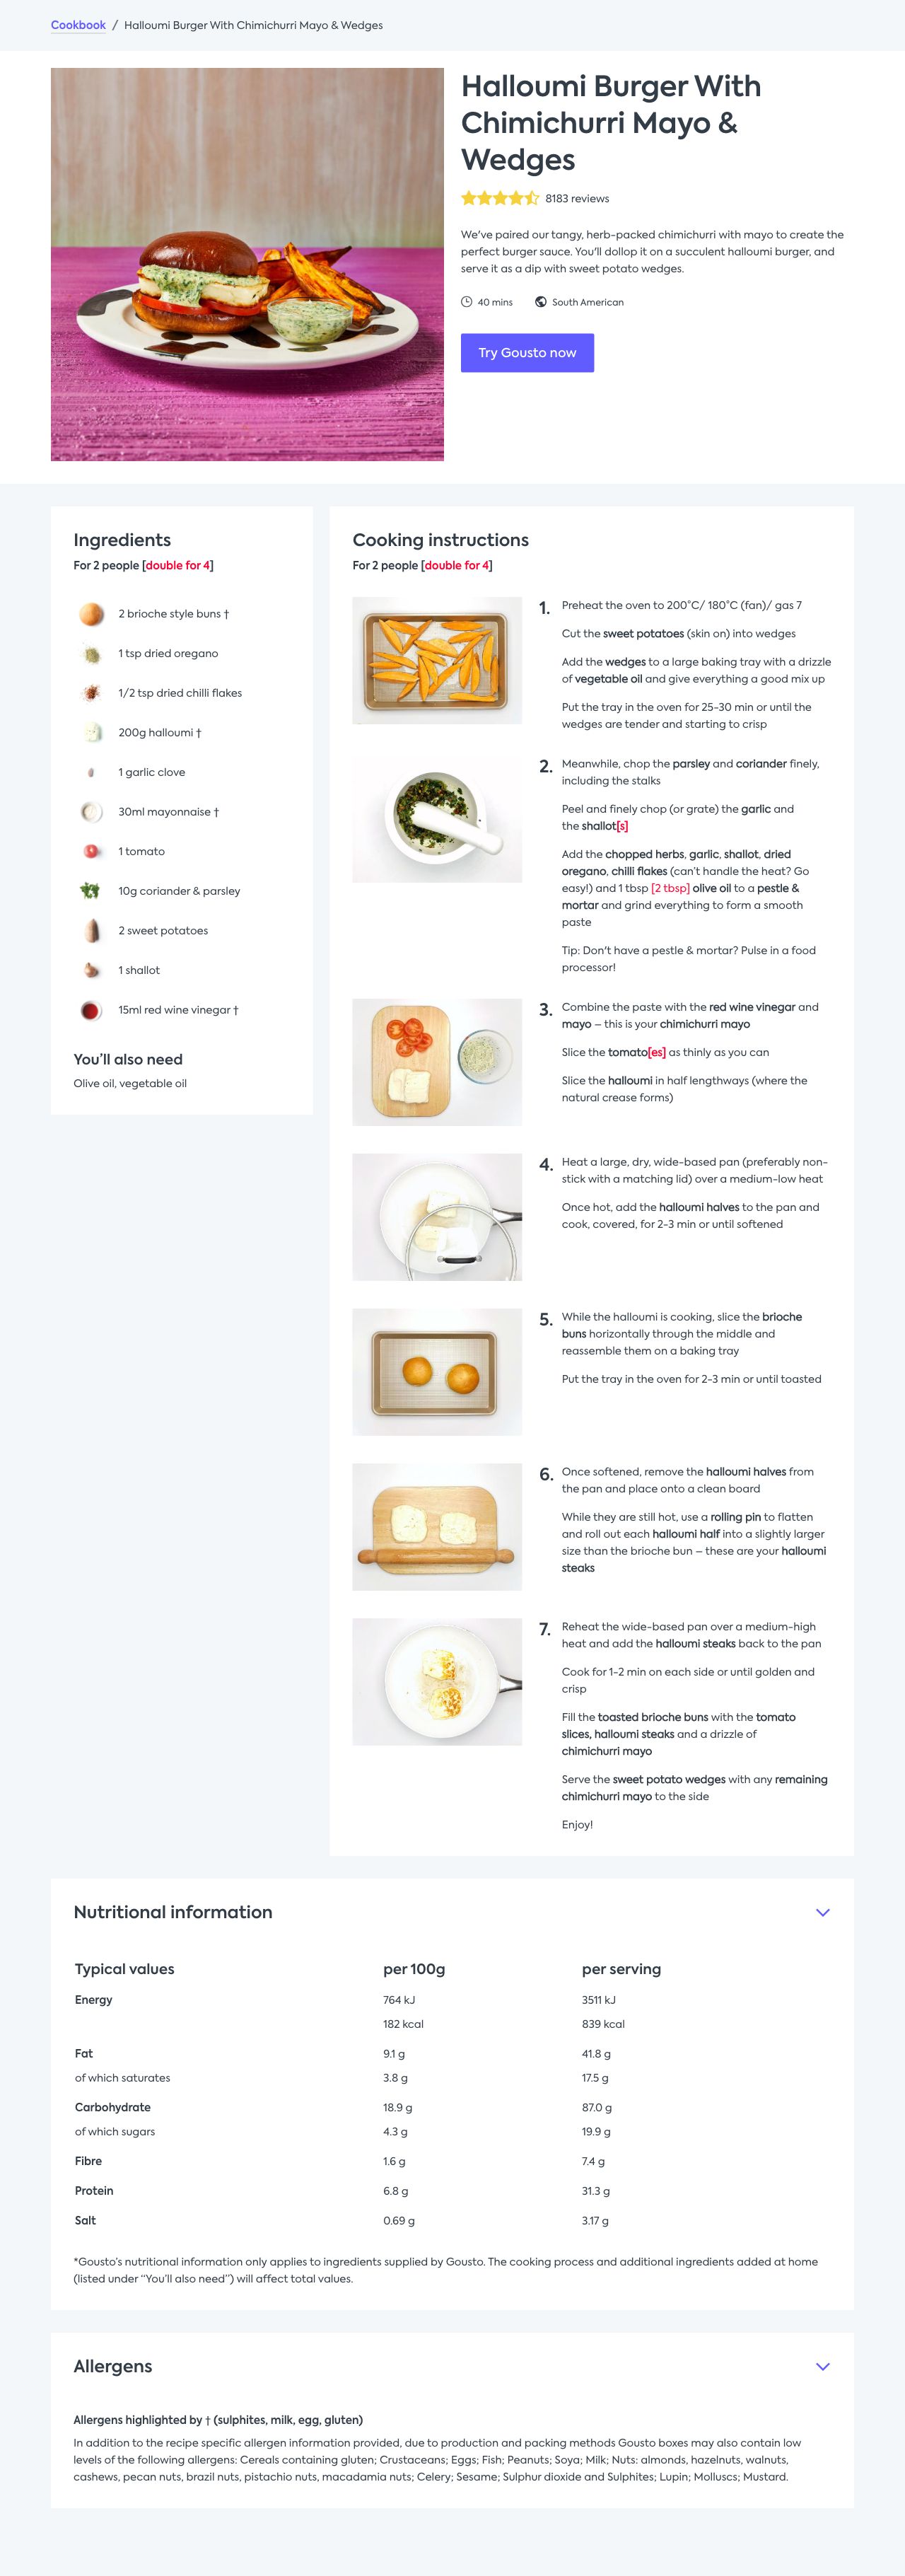 Cookbook / Halloumi Burger With Chimichurri Mayo & Wedges
Halloumi Burger With
Chimichurri Mayo &
Wedges
8183 reviews
We've paired our tangy, herb-packed chimichurri with mayo to create the
perfect burger sauce. You'll dollop it on a succulent halloumi burger, and
serve it as a dip with sweet potato wedges.
40 mins South American
Try Gousto now
Ingredients
For 2 people [double for 4]
2 brioche style buns †
1 tsp dried oregano
1/2 tsp dried chilli flakes
200g halloumi †
1 garlic clove
30ml mayonnaise †
1 tomato
10g coriander & parsley
2 sweet potatoes
1 shallot
15ml red wine vinegar †
You'll also need
Olive oil, vegetable oil
Cooking instructions
For 2 people [double for 4]
1. Preheat the oven to 200°C/ 180°C (fan)/ gas 7
Cut the sweet potatoes (skin on) into wedges
Add the wedges to a large baking tray with a drizzle
of vegetable oil and give everything a good mix up
Put the tray in the oven for 25-30 min or until the
wedges are tender and starting to crisp
2. Meanwhile, chop the parsley and coriander finely,
including the stalks
Peel and finely chop (or grate) the garlic and
the shallot[s]
Add the chopped herbs, garlic, shallot, dried
oregano, chilli flakes (can't handle the heat? Go
easy!) and 1 tbsp [2 tbsp] olive oil to a pestle &
mortar and grind everything to form a smooth
paste
Tip: Don't have a pestle & mortar? Pulse in a food
processor!
3. Combine the paste with the red wine vinegar and
mayo – this is your chimichurri mayo
Slice the tomato[es] as thinly as you can
Slice the halloumi in half lengthways (where the
natural crease forms)
4. Heat a large, dry, wide-based pan (preferably non-
stick with a matching lid) over a medium-low heat
Once hot, add the halloumi halves to the pan and
cook, covered, for 2-3 min or until softened
5. While the halloumi is cooking, slice the brioche
buns horizontally through the middle and
reassemble them on a baking tray
Put the tray in the oven for 2-3 min or until toasted
6. Once softened, remove the halloumi halves from
the pan and place onto a clean board
While they are still hot, use a rolling pin to flatten
and roll out each halloumi half into a slightly larger
size than the brioche bun – these are your halloumi
steaks
7. Reheat the wide-based pan over a medium-high
heat and add the halloumi steaks back to the pan
Cook for 1-2 min on each side or until golden and
crisp
Fill the toasted brioche buns with the tomato
slices, halloumi steaks and a drizzle of
chimichurri mayo
Serve the sweet potato wedges with any remaining
chimichurri mayo to the side
Enjoy!
Nutritional information
Typical values per 100g per serving
Energy 764 kJ 3511 kJ
182 kcal 839 kcal
Fat 9.1 g 41.8 g
of which saturates 3.8 g 17.5 g
Carbohydrate 18.9 g 87.0 g
of which sugars 4.3 g 19.9 g
Fibre 1.6 g 7.4 g
Protein 6.8 g 31.3 g
Salt 0.69 g 3.17 g
*Gousto's nutritional information only applies to ingredients supplied by Gousto. The cooking process and additional ingredients added at home
(listed under “You'll also need”) will affect total values.
Allergens
Allergens highlighted by † (sulphites, milk, egg, gluten)
In addition to the recipe specific allergen information provided, due to production and packing methods Gousto boxes may also contain low
levels of the following allergens: Cereals containing gluten; Crustaceans; Eggs; Fish; Peanuts; Soya; Milk; Nuts: almonds, hazelnuts, walnuts,
cashews, pecan nuts, brazil nuts, pistachio nuts, macadamia nuts; Celery; Sesame; Sulphur dioxide and Sulphites; Lupin; Molluscs; Mustard.